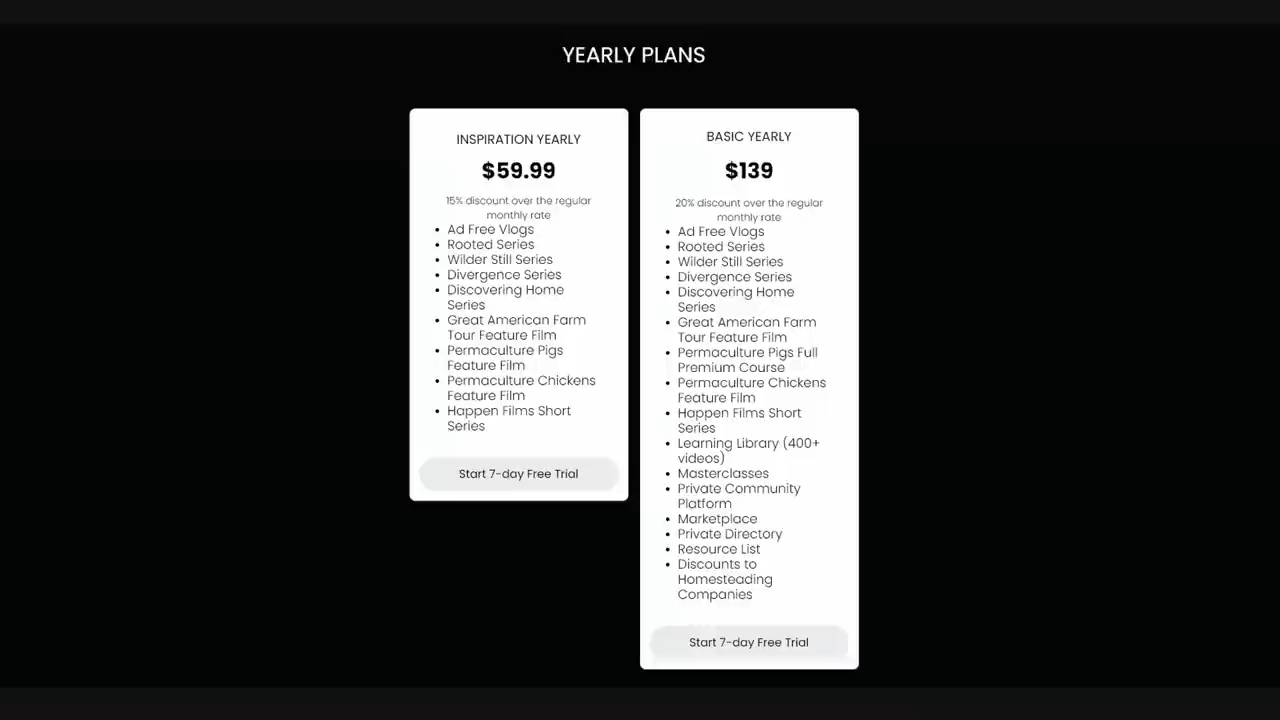 YEARLY PLANS
INSPIRATION YEARLY
$59.99
15% discount over the regular
monthly rate
• Ad Free Vlogs
• Rooted Series
• Wilder Still Series
• Divergence Series
• Discovering Home
Series
• Great American Farm
Tour Feature Film
• Permaculture Pigs
Feature Film
• Permaculture Chickens
Feature Film
• Happen Films Short
Series
Start 7-day Free Trial
BASIC YEARLY
$139
20% discount over the regular
monthly rate
• Ad Free Vlogs
• Rooted Series
• Wilder Still Series
• Divergence Series
• Discovering Home
Series
• Great American Farm
Tour Feature Film
• Permaculture Pigs Full
Premium Course
• Permaculture Chickens
Feature Film
• Happen Films Short
Series
• Learning Library (400+
videos)
• Masterclasses
• Private Community
Platform
• Marketplace
• Private Directory
• Resource List
• Discounts to
Homesteading
Companies
Start 7-day Free Trial